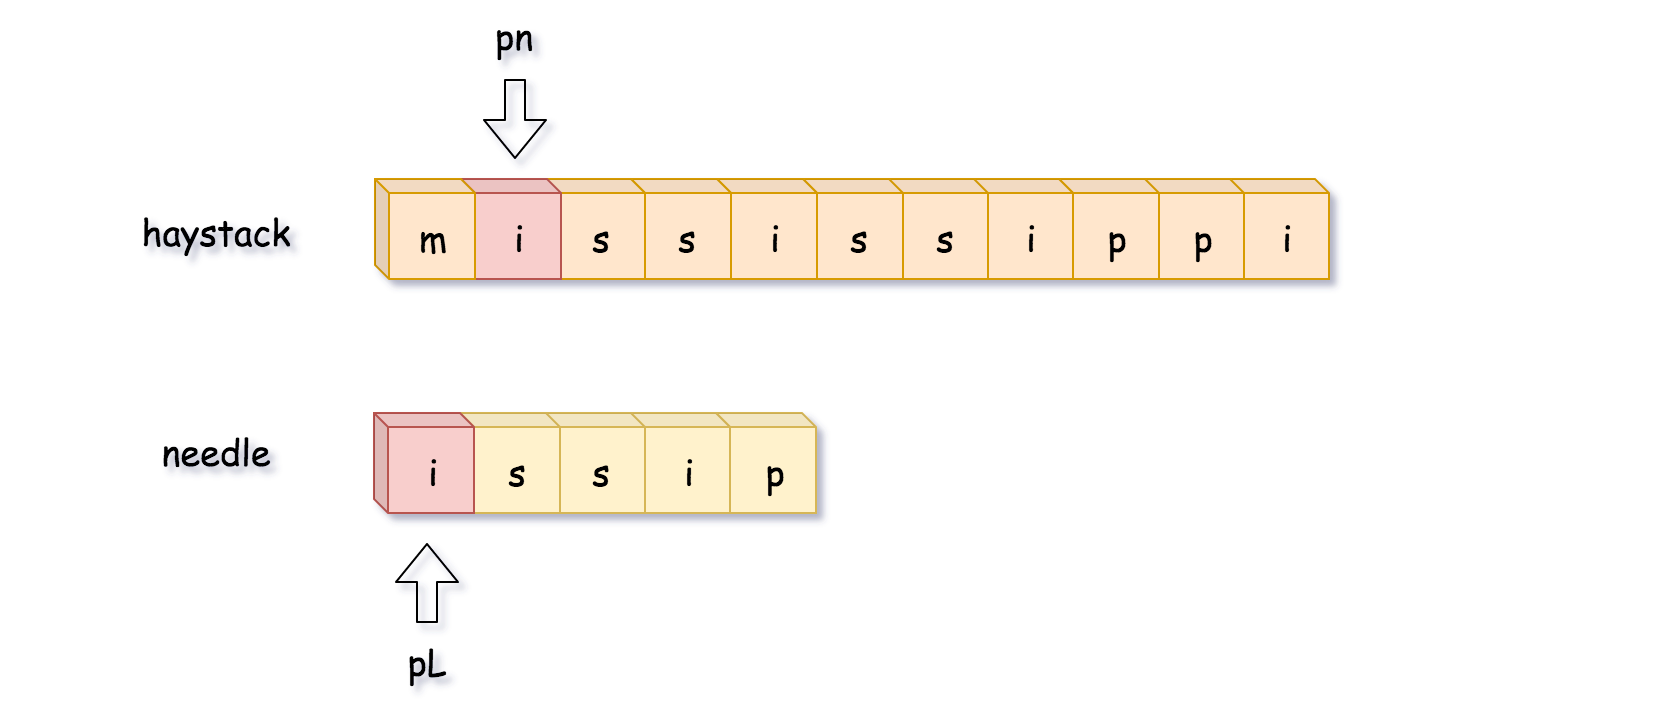 pn
haystack m i s s i s s i p p i
needle i s s i p
pL